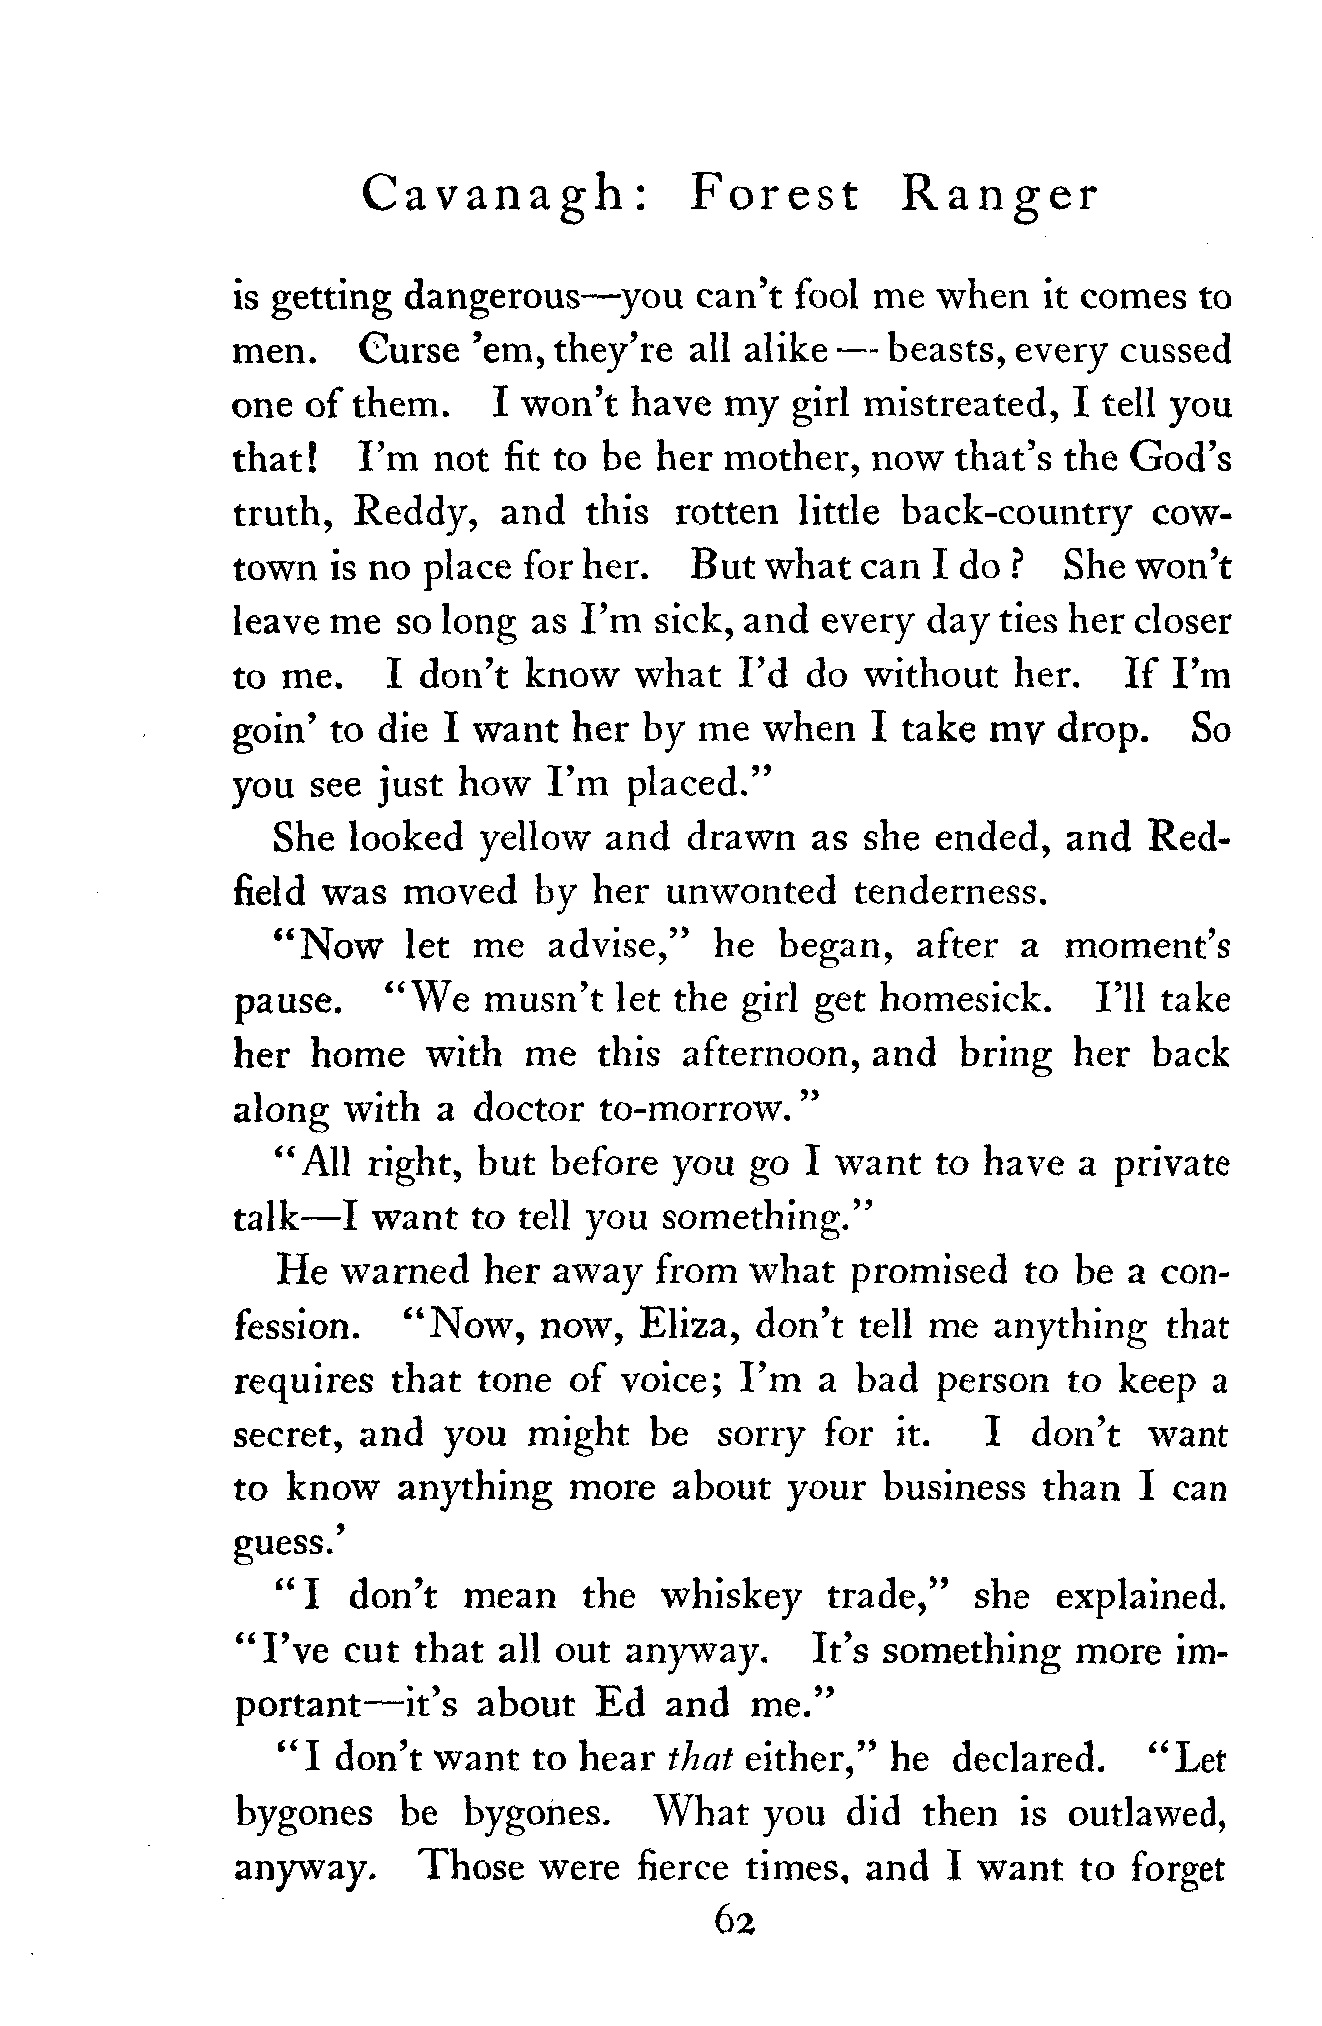 Cavanagh: Forest Ranger
is getting dangerous—you can't fool me when it comes to
men. Curse 'em, they're all alike—beasts, every cussed
one of them. I won't have my girl mistreated, I tell you
that! I'm not fit to be her mother, now that's the God's
truth, Reddy, and this rotten little back-country cow-
town is no place for her. But what can I do? She won't
leave me so long as I'm sick, and every day ties her closer
to me. I don't know what I'd do without her. If I'm
goin' to die I want her by me when I take my drop. So
you see just how I'm placed."
She looked yellow and drawn as she ended, and Red-
field was moved by her unwonted tenderness.
"Now let me advise," he began, after a moment's
pause. "We musn't let the girl get homesick. I'll take
her home with me this afternoon, and bring her back
along with a doctor to-morrow."
"All right, but before you go I want to have a private
talk—I want to tell you something."
He warned her away from what promised to be a con-
fession. "Now, now, Eliza, don't tell me anything that
requires that tone of voice; I'm a bad person to keep a
secret, and you might be sorry for it. I don't want
to know anything more about your business than I can
guess.'
"I don't mean the whiskey trade," she explained.
"I've cut that all out anyway. It's something more im-
portant—it's about Ed and me."
"I don't want to hear that either," he declared. "Let
bygones be bygones. What you did then is outlawed,
anyway. Those were fierce times, and I want to forget
62